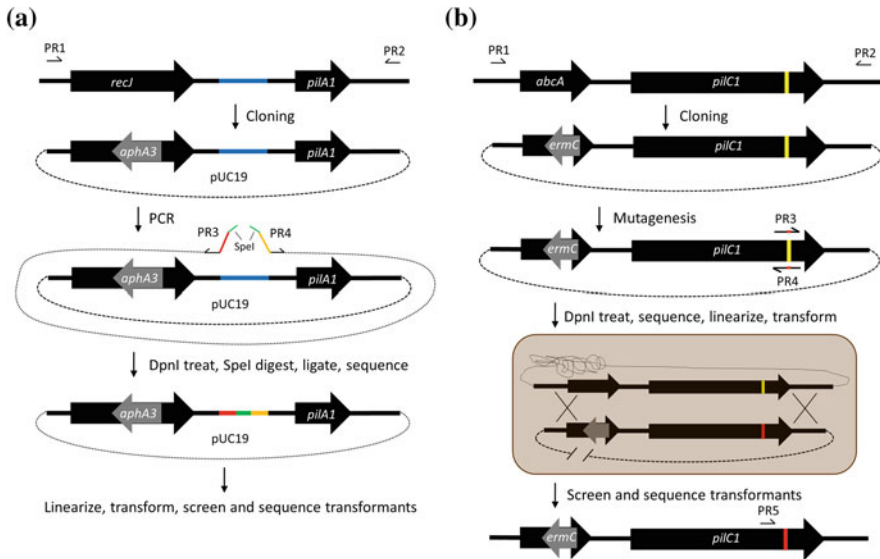 (a)
PR1
PR2
recJ
pilA1
Cloning
aphA3
pilA1
pUC19
PCR
PR3
PR4
SpeI
aphA3
pilA1
pUC19
DpnI treat, SpeI digest, ligate, sequence
aphA3
pilA1
pUC19
Linearize, transform, screen and sequence transformants
(b)
PR1
PR2
abcA
pilC1
Cloning
ermC
pilC1
Mutagenesis
PR3
ermC
pilC1
PR4
DpnI treat, sequence, linearize, transform
Screen and sequence transformants
PR5
ermC
pilC1